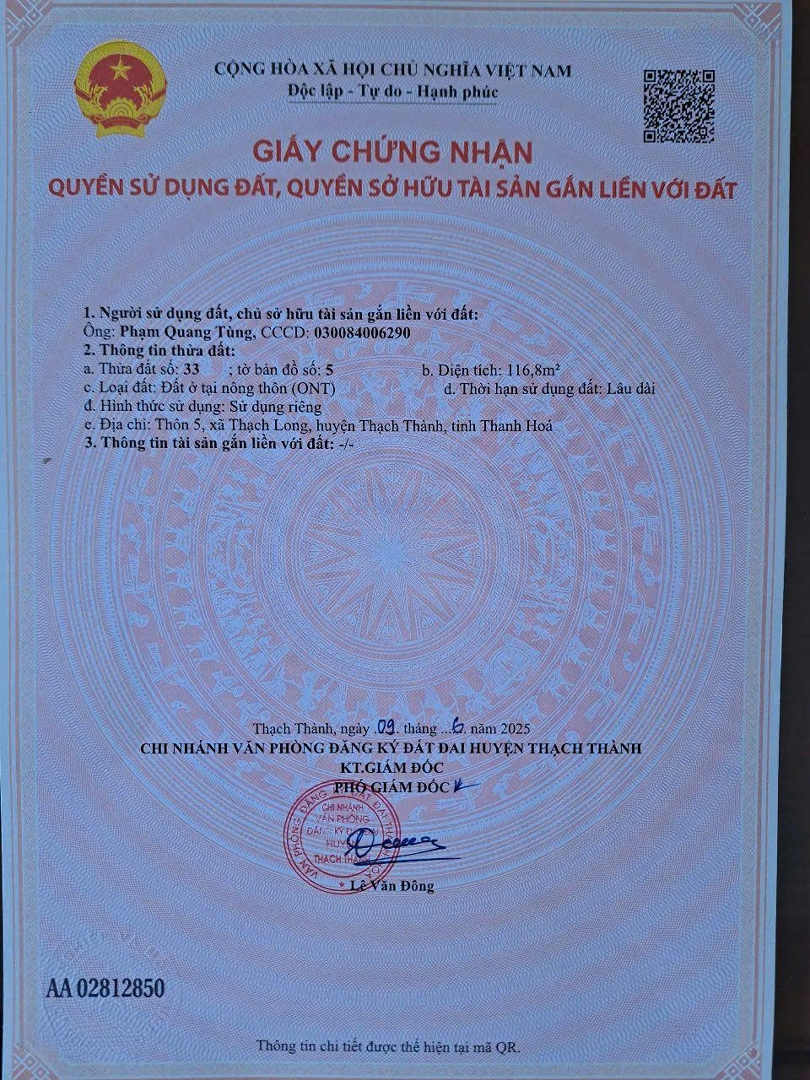 CỘNG HÒA XÃ HỘI CHỦ NGHĨA VIỆT NAM
Độc lập - Tự do - Hạnh phúc
GIẤY CHỨNG NHẬN
QUYỀN SỬ DỤNG ĐẤT, QUYỀN SỞ HỮU TÀI SẢN GẮN LIỀN VỚI ĐẤT
1. Người sử dụng đất, chủ sở hữu tài sản gắn liền với đất:
Ông: Phạm Quang Tùng, CCCD: 030084006290
2. Thông tin thửa đất:
a. Thửa đất số: 33 ; tờ bản đồ số: 5 b. Diện tích: 116,8m²
c. Loại đất: Đất ở tại nông thôn (ONT) d. Thời hạn sử dụng đất: Lâu dài
đ. Hình thức sử dụng: Sử dụng riêng
e. Địa chỉ: Thôn 5, xã Thạch Long, huyện Thạch Thành, tỉnh Thanh Hoá
3. Thông tin tài sản gắn liền với đất: -/-
Thạch Thành, ngày .09. tháng ...6. năm 2025
CHI NHÁNH VĂN PHÒNG ĐĂNG KÝ ĐẤT ĐAI HUYỆN THẠCH THÀNH
KT.GIÁM ĐỐC
PHÓ GIÁM ĐỐC
CHI NHÁNH
VĂN PHÒNG
HUYỆN
THẠCH THÀNH
Lê Văn Đông
AA 02812850
Thông tin chi tiết được thể hiện tại mã QR.